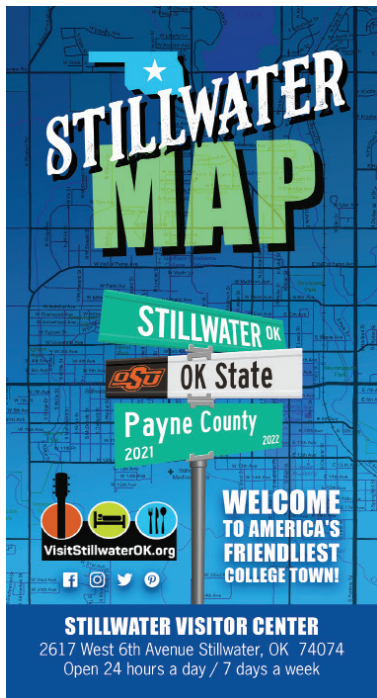 STILLWATER
MAP
STILLWATER OK
OSU OK State
Payne County
2021 2022
VisitStillwaterOK.org
WELCOME
TO AMERICA'S
FRIENDLIEST
COLLEGE TOWN!
STILLWATER VISITOR CENTER
2617 West 6th Avenue Stillwater, OK 74074
Open 24 hours a day / 7 days a week